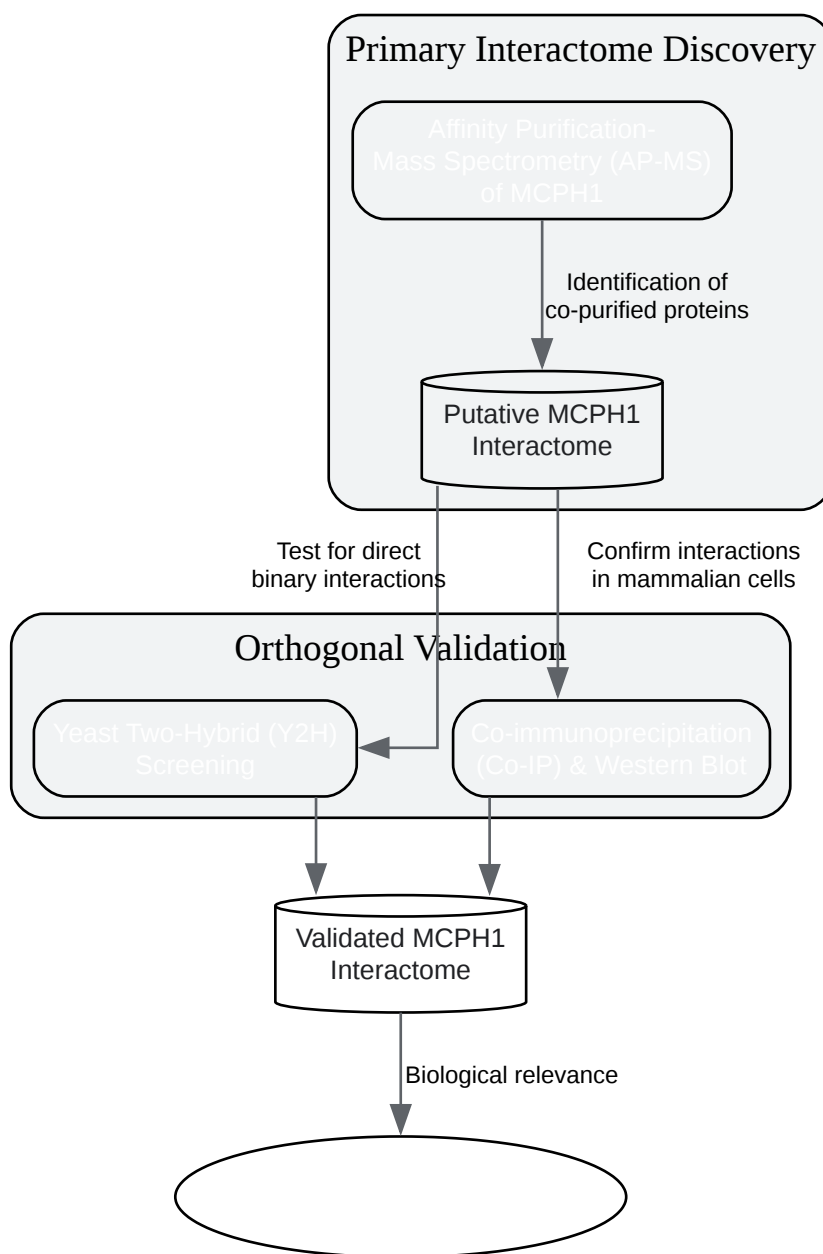 Primary Interactome Discovery
Affinity Purification-
Mass Spectrometry (AP-MS)
of MCPH1
Identification of
co-purified proteins
Putative MCPH1
Interactome
Test for direct
binary interactions
Confirm interactions
in mammalian cells
Orthogonal Validation
Yeast Two-Hybrid (Y2H)
Screening
Co-immunoprecipitation
(Co-IP) & Western Blot
Validated MCPH1
Interactome
Biological relevance